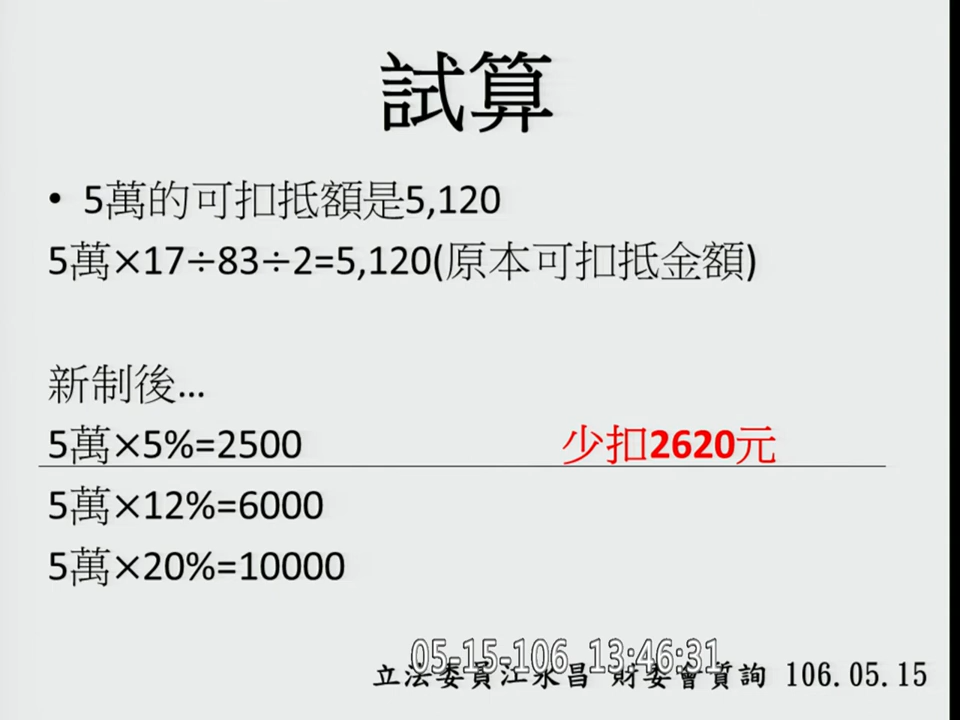 試算
• 5萬的可扣抵額是5,120
5萬×17÷83÷2=5,120(原本可扣抵金額)
新制後...
5萬×5%=2500 少扣2620元
5萬×12%=6000
5萬×20%=10000
05-15-106 13:46:31
立法委員江永昌 財委會質詢 106.05.15